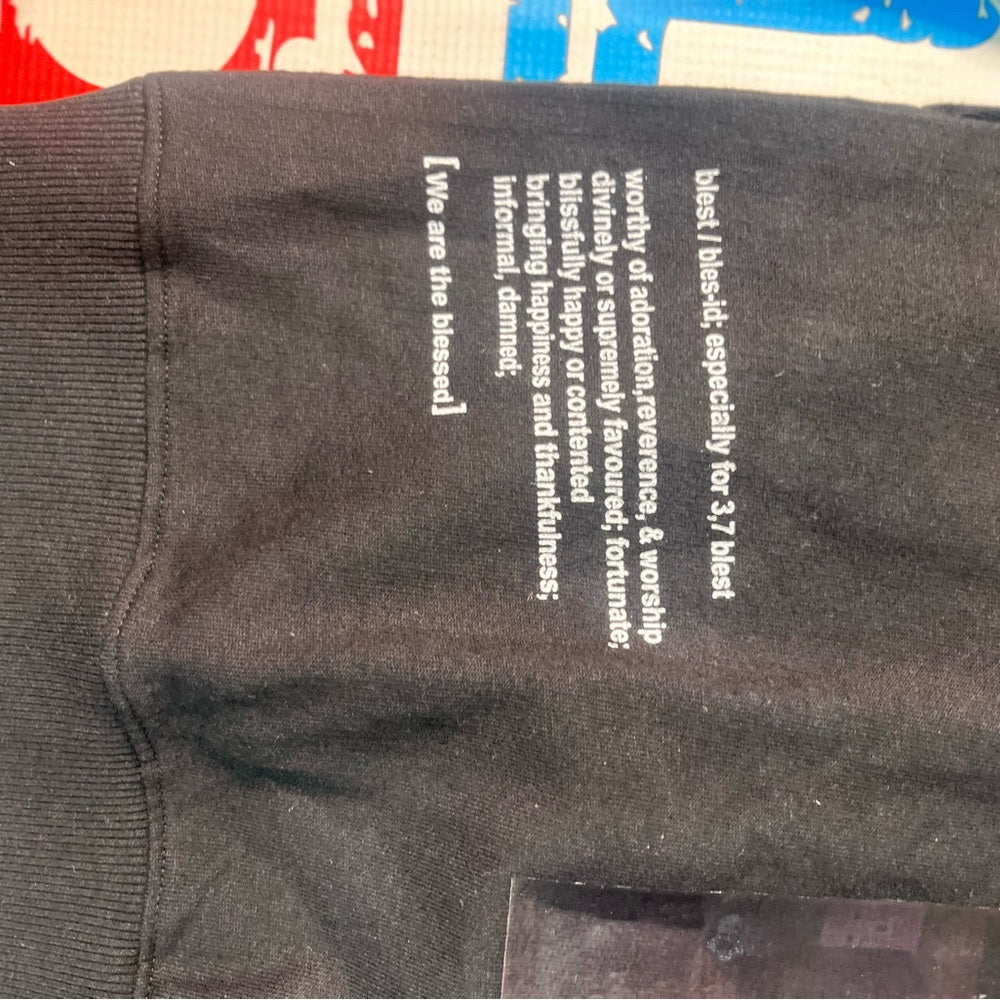 blest / bles-id; especially for 3,7 blest
worthy of adoration,reverence, & worship
divinely or supremely favoured; fortunate;
blissfully happy or contented
bringing happiness and thankfulness;
informal, damned;
[ We are the blessed]